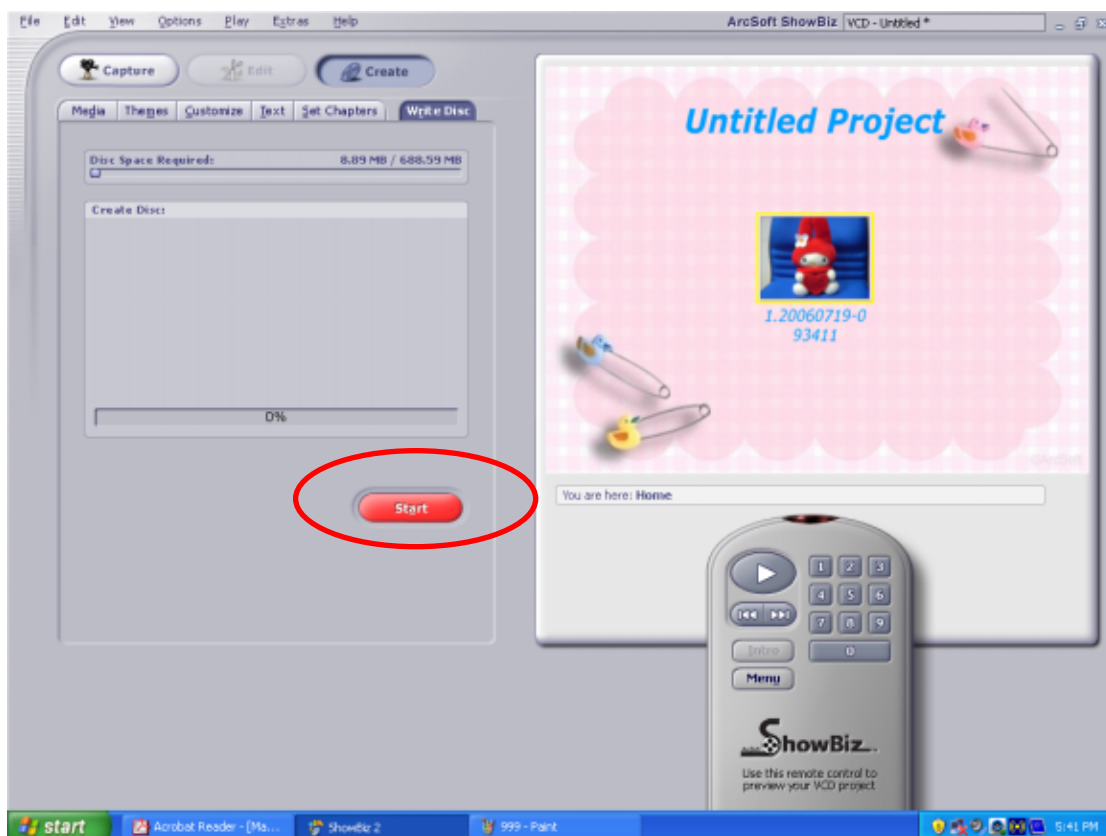 File Edit View Options Play Extras Help ArcSoft ShowBiz VCD - Untitled *
Capture Edit Create
Media Themes Customize Text Set Chapters Write Disc
Disc Space Required: 8.89 MB / 688.59 MB
Create Disc:
0%
Start
Untitled Project
1.20060719-0
93411
©ArcSoft
You are here: Home
1 2 3
4 5 6
7 8 9
Intro 0
Menu
ShowBiz
Use this remote control to
preview your VCD project
start Acrobat Reader - [Ma... ShowBiz 2 999 - Paint 5:41 PM